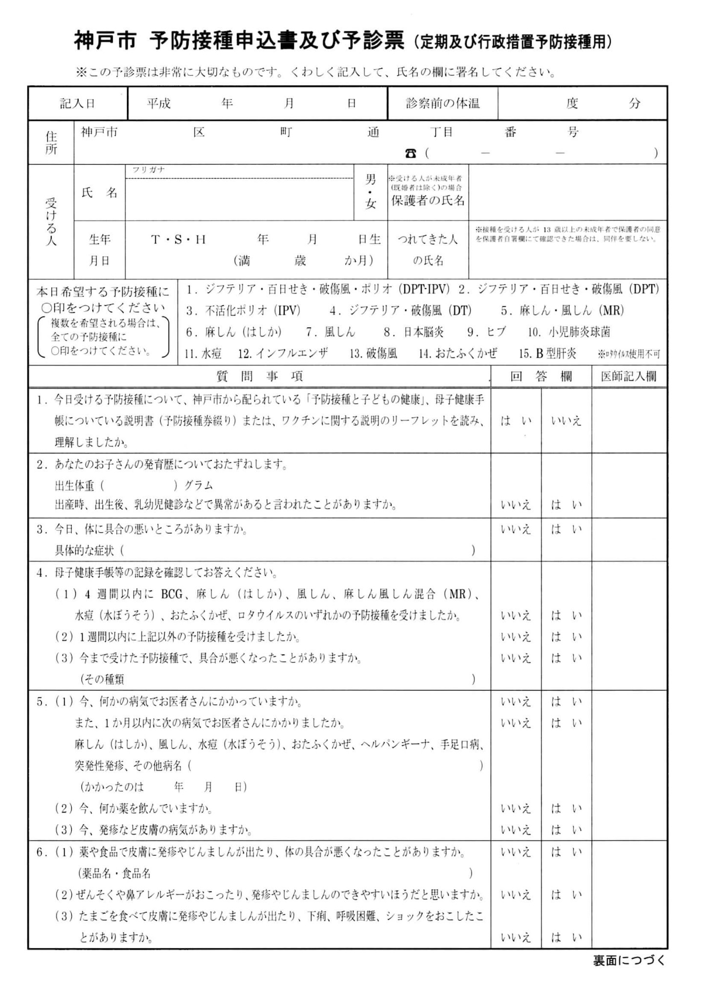 神戸市 予防接種申込書及び予診票（定期及び行政措置予防接種用）
※この予診票は非常に大切なものです。くわしく記入して、氏名の欄に署名してください。
記入日 平成 年 月 日 診察前の体温 度 分
住所 神戸市 区 町 通 丁目 番 号
☎（ － － ）
受ける人
氏 名
フリガナ
男・女
※受ける人が未成年者
(既婚者は除く)の場合
保護者の氏名
生年
月日
T・S・H 年 月 日生
（満 歳 か月）
つれてきた人
の氏名
※接種を受ける人が 13 歳以上の未成年者で保護者の同意
を保護者自署欄にて確認できた場合は、同伴を要しない。
本日希望する予防接種に
○印をつけてください
複数を希望される場合は、
全ての予防接種に
○印をつけてください。
1．ジフテリア・百日せき・破傷風・ポリオ（DPT-IPV）2．ジフテリア・百日せき・破傷風（DPT）
3．不活化ポリオ（IPV） 4．ジフテリア・破傷風（DT） 5．麻しん・風しん（MR）
6．麻しん（はしか） 7．風しん 8．日本脳炎 9．ヒブ 10．小児肺炎球菌
11. 水痘 12. インフルエンザ 13. 破傷風 14. おたふくかぜ 15. B型肝炎 ※ﾛﾀｳｲﾙｽ使用不可
質 問 事 項 回 答 欄 医師記入欄
1．今日受ける予防接種について、神戸市から配られている「予防接種と子どもの健康」、母子健康手
帳についている説明書（予防接種券綴り）または、ワクチンに関する説明のリーフレットを読み、 は い いいえ
理解しましたか。
2．あなたのお子さんの発育歴についておたずねします。
出生体重（ ）グラム
出産時、出生後、乳幼児健診などで異常があると言われたことがありますか。 いいえ は い
3．今日、体に具合の悪いところがありますか。 いいえ は い
具体的な症状（ ）
4．母子健康手帳等の記録を確認してお答えください。
（1）4 週間以内に BCG、麻しん（はしか）、風しん、麻しん風しん混合（MR）、
水痘（水ぼうそう）、おたふくかぜ、ロタウイルスのいずれかの予防接種を受けましたか。 いいえ は い
（2）1週間以内に上記以外の予防接種を受けましたか。 いいえ は い
（3）今まで受けた予防接種で、具合が悪くなったことがありますか。 いいえ は い
（その種類 ）
5．（1）今、何かの病気でお医者さんにかかっていますか。 いいえ は い
また、1か月以内に次の病気でお医者さんにかかりましたか。 いいえ は い
麻しん（はしか）、風しん、水痘（水ぼうそう）、おたふくかぜ、ヘルパンギーナ、手足口病、
突発性発疹、その他病名（ ）
（かかったのは 年 月 日）
（2）今、何か薬を飲んでいますか。 いいえ は い
（3）今、発疹など皮膚の病気がありますか。 いいえ は い
6．（1）薬や食品で皮膚に発疹やじんましんが出たり、体の具合が悪くなったことがありますか。 いいえ は い
（薬品名・食品名 ）
（2）ぜんそくや鼻アレルギーがおこったり、発疹やじんましんのできやすいほうだと思いますか。 いいえ は い
（3）たまごを食べて皮膚に発疹やじんましんが出たり、下痢、呼吸困難、ショックをおこしたこ
とがありますか。 いいえ は い
裏面につづく